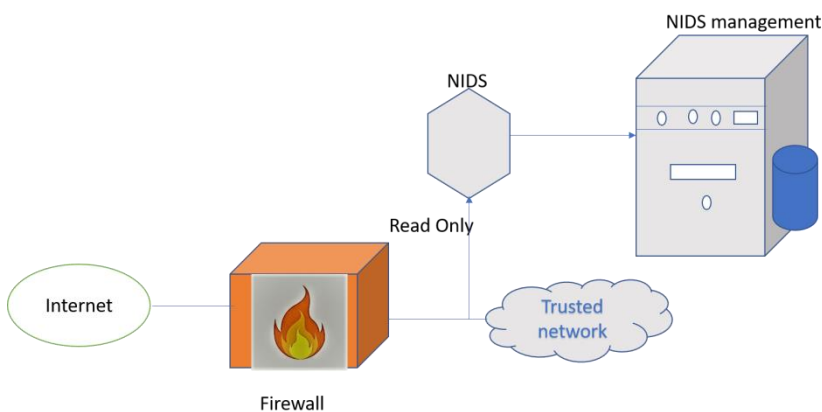 NIDS management
NIDS
Read Only
Internet
Trusted
network
Firewall